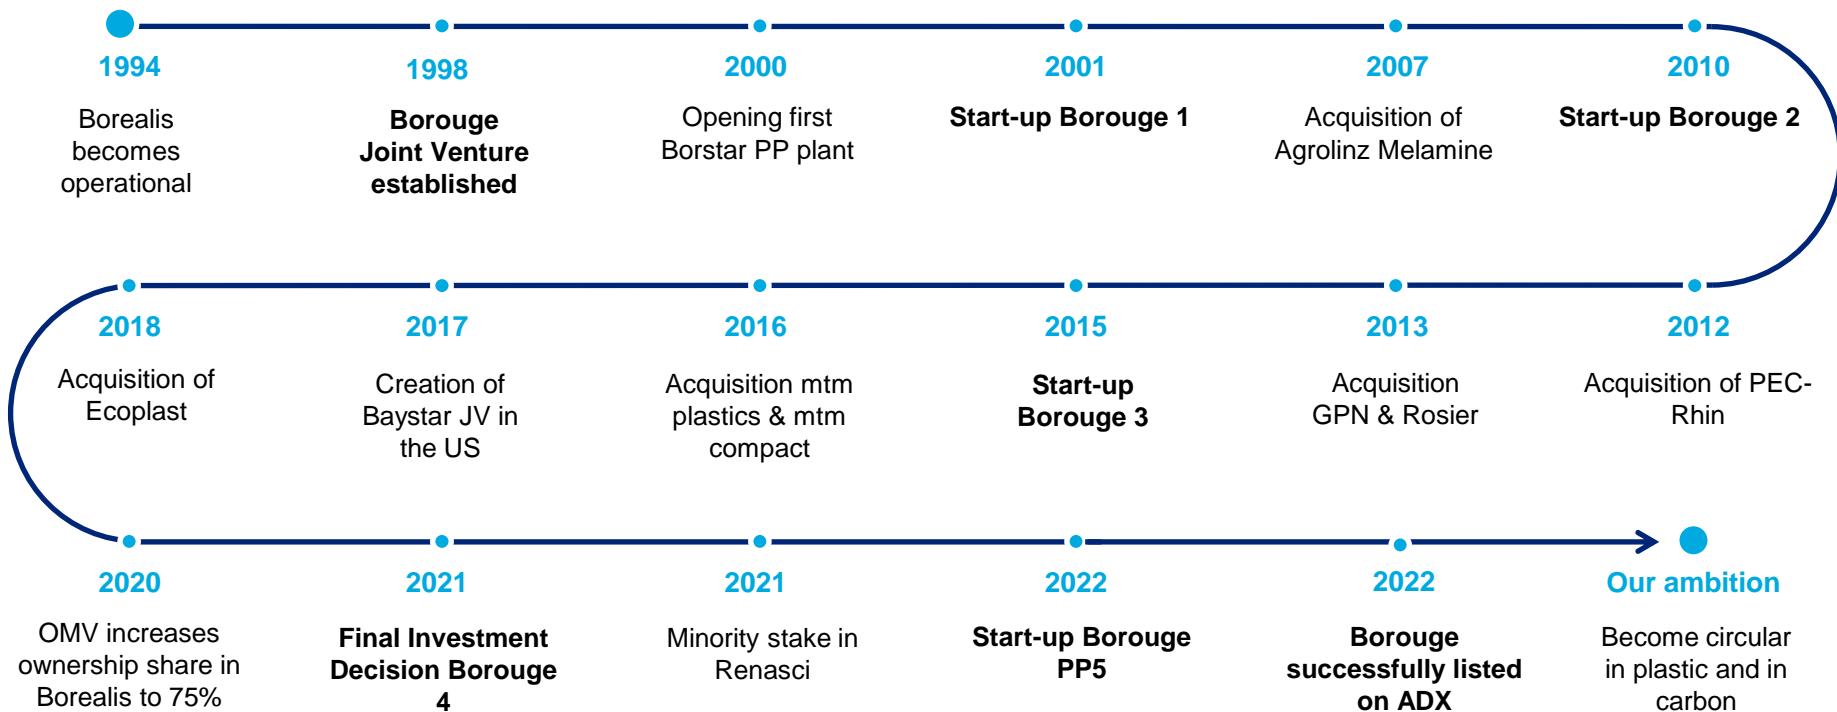 1994
Borealis
becomes
operational
1998
Borouge
Joint Venture
established
2000
Opening first
Borstar PP plant
2001
Start-up Borouge 1
2007
Acquisition of
Agrolinz Melamine
2010
Start-up Borouge 2
2018
Acquisition of
Ecoplast
2017
Creation of
Baystar JV in
the US
2016
Acquisition mtm
plastics & mtm
compact
2015
Start-up
Borouge 3
2013
Acquisition
GPN & Rosier
2012
Acquisition of PEC-
Rhin
2020
OMV increases
ownership share in
Borealis to 75%
2021
Final Investment
Decision Borouge
4
2021
Minority stake in
Renasci
2022
Start-up Borouge
PP5
2022
Borouge
successfully listed
on ADX
Our ambition
Become circular
in plastic and in
carbon